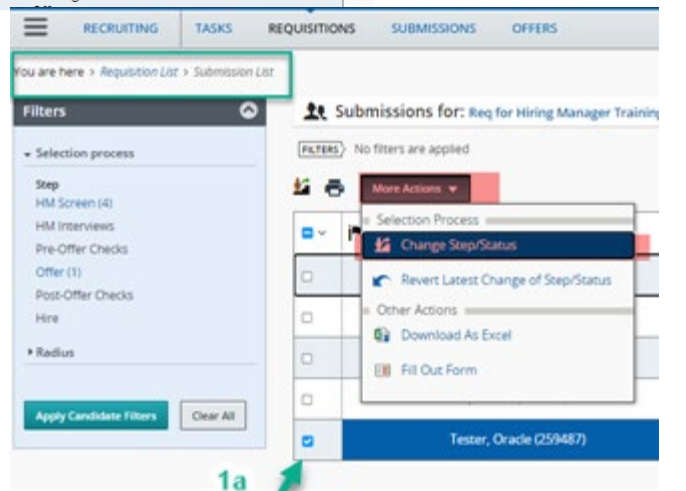 RECRUITING TASKS REQUISITIONS SUBMISSIONS OFFERS
You are here > Requisition List > Submission List
Filters
Submissions for: Req for Hiring Manager Training
Selection process
FILTERS No filters are applied
Step
HM Screen (4)
HM Interviews
Pre-Offer Checks
Offer (1)
Post-Offer Checks
Hire
Radius
Apply Candidate Filters Clear All
More Actions
Selection Process
Change Step/Status
Revert Latest Change of Step/Status
Other Actions
Download As Excel
Fill Out Form
Tester, Oracle (259487)
1a